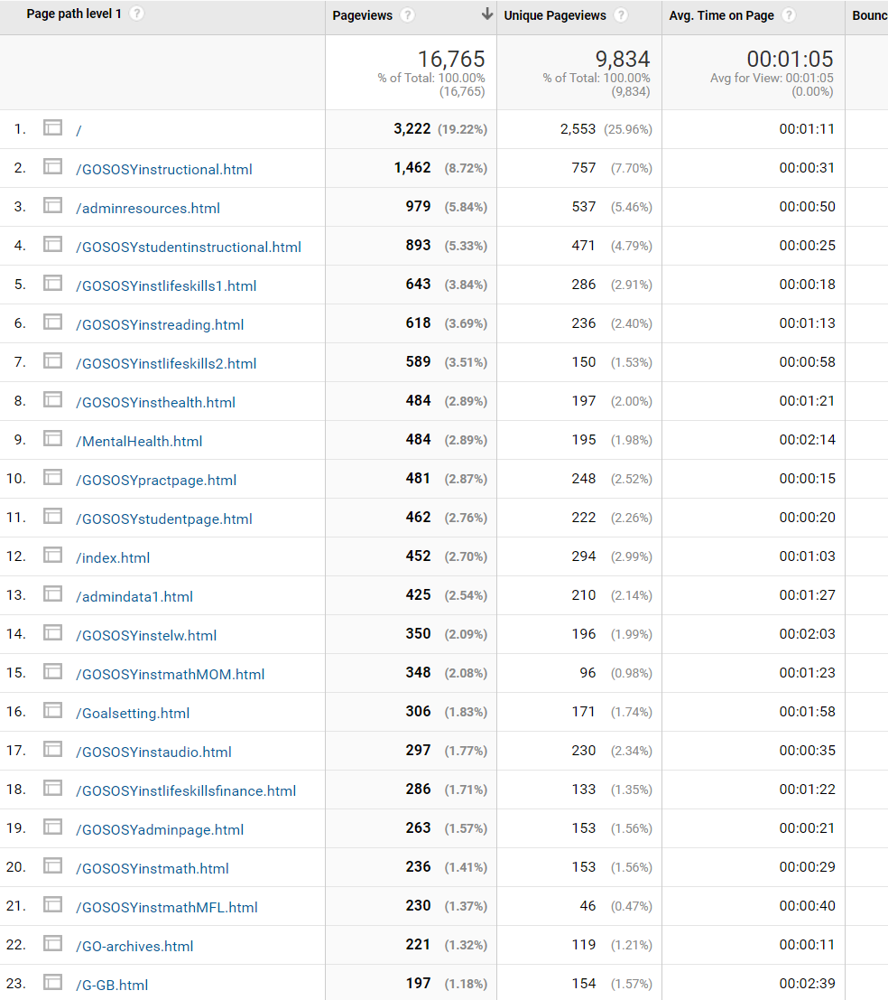 Page path level 1 ? Pageviews ? Unique Pageviews ? Avg. Time on Page ? Bounc
16,765 9,834 00:01:05
% of Total: 100.00% % of Total: 100.00% Avg for View: 00:01:05
(16,765) (9,834) (0.00%)
1. / 3,222 (19.22%) 2,553 (25.96%) 00:01:11
2. /GOSOSYinstructional.html 1,462 (8.72%) 757 (7.70%) 00:00:31
3. /adminresources.html 979 (5.84%) 537 (5.46%) 00:00:50
4. /GOSOSYstudentinstructional.html 893 (5.33%) 471 (4.79%) 00:00:25
5. /GOSOSYinstlifeskills1.html 643 (3.84%) 286 (2.91%) 00:00:18
6. /GOSOSYinstreading.html 618 (3.69%) 236 (2.40%) 00:01:13
7. /GOSOSYinstlifeskills2.html 589 (3.51%) 150 (1.53%) 00:00:58
8. /GOSOSYinsthealth.html 484 (2.89%) 197 (2.00%) 00:01:21
9. /MentalHealth.html 484 (2.89%) 195 (1.98%) 00:02:14
10. /GOSOSYpractpage.html 481 (2.87%) 248 (2.52%) 00:00:15
11. /GOSOSYstudentpage.html 462 (2.76%) 222 (2.26%) 00:00:20
12. /index.html 452 (2.70%) 294 (2.99%) 00:01:03
13. /admindata1.html 425 (2.54%) 210 (2.14%) 00:01:27
14. /GOSOSYinstelw.html 350 (2.09%) 196 (1.99%) 00:02:03
15. /GOSOSYinstmathMOM.html 348 (2.08%) 96 (0.98%) 00:01:23
16. /Goalsetting.html 306 (1.83%) 171 (1.74%) 00:01:58
17. /GOSOSYinstaudio.html 297 (1.77%) 230 (2.34%) 00:00:35
18. /GOSOSYinstlifeskillsfinance.html 286 (1.71%) 133 (1.35%) 00:01:22
19. /GOSOSYadminpage.html 263 (1.57%) 153 (1.56%) 00:00:21
20. /GOSOSYinstmath.html 236 (1.41%) 153 (1.56%) 00:00:29
21. /GOSOSYinstmathMFL.html 230 (1.37%) 46 (0.47%) 00:00:40
22. /GO-archives.html 221 (1.32%) 119 (1.21%) 00:00:11
23. /G-GB.html 197 (1.18%) 154 (1.57%) 00:02:39